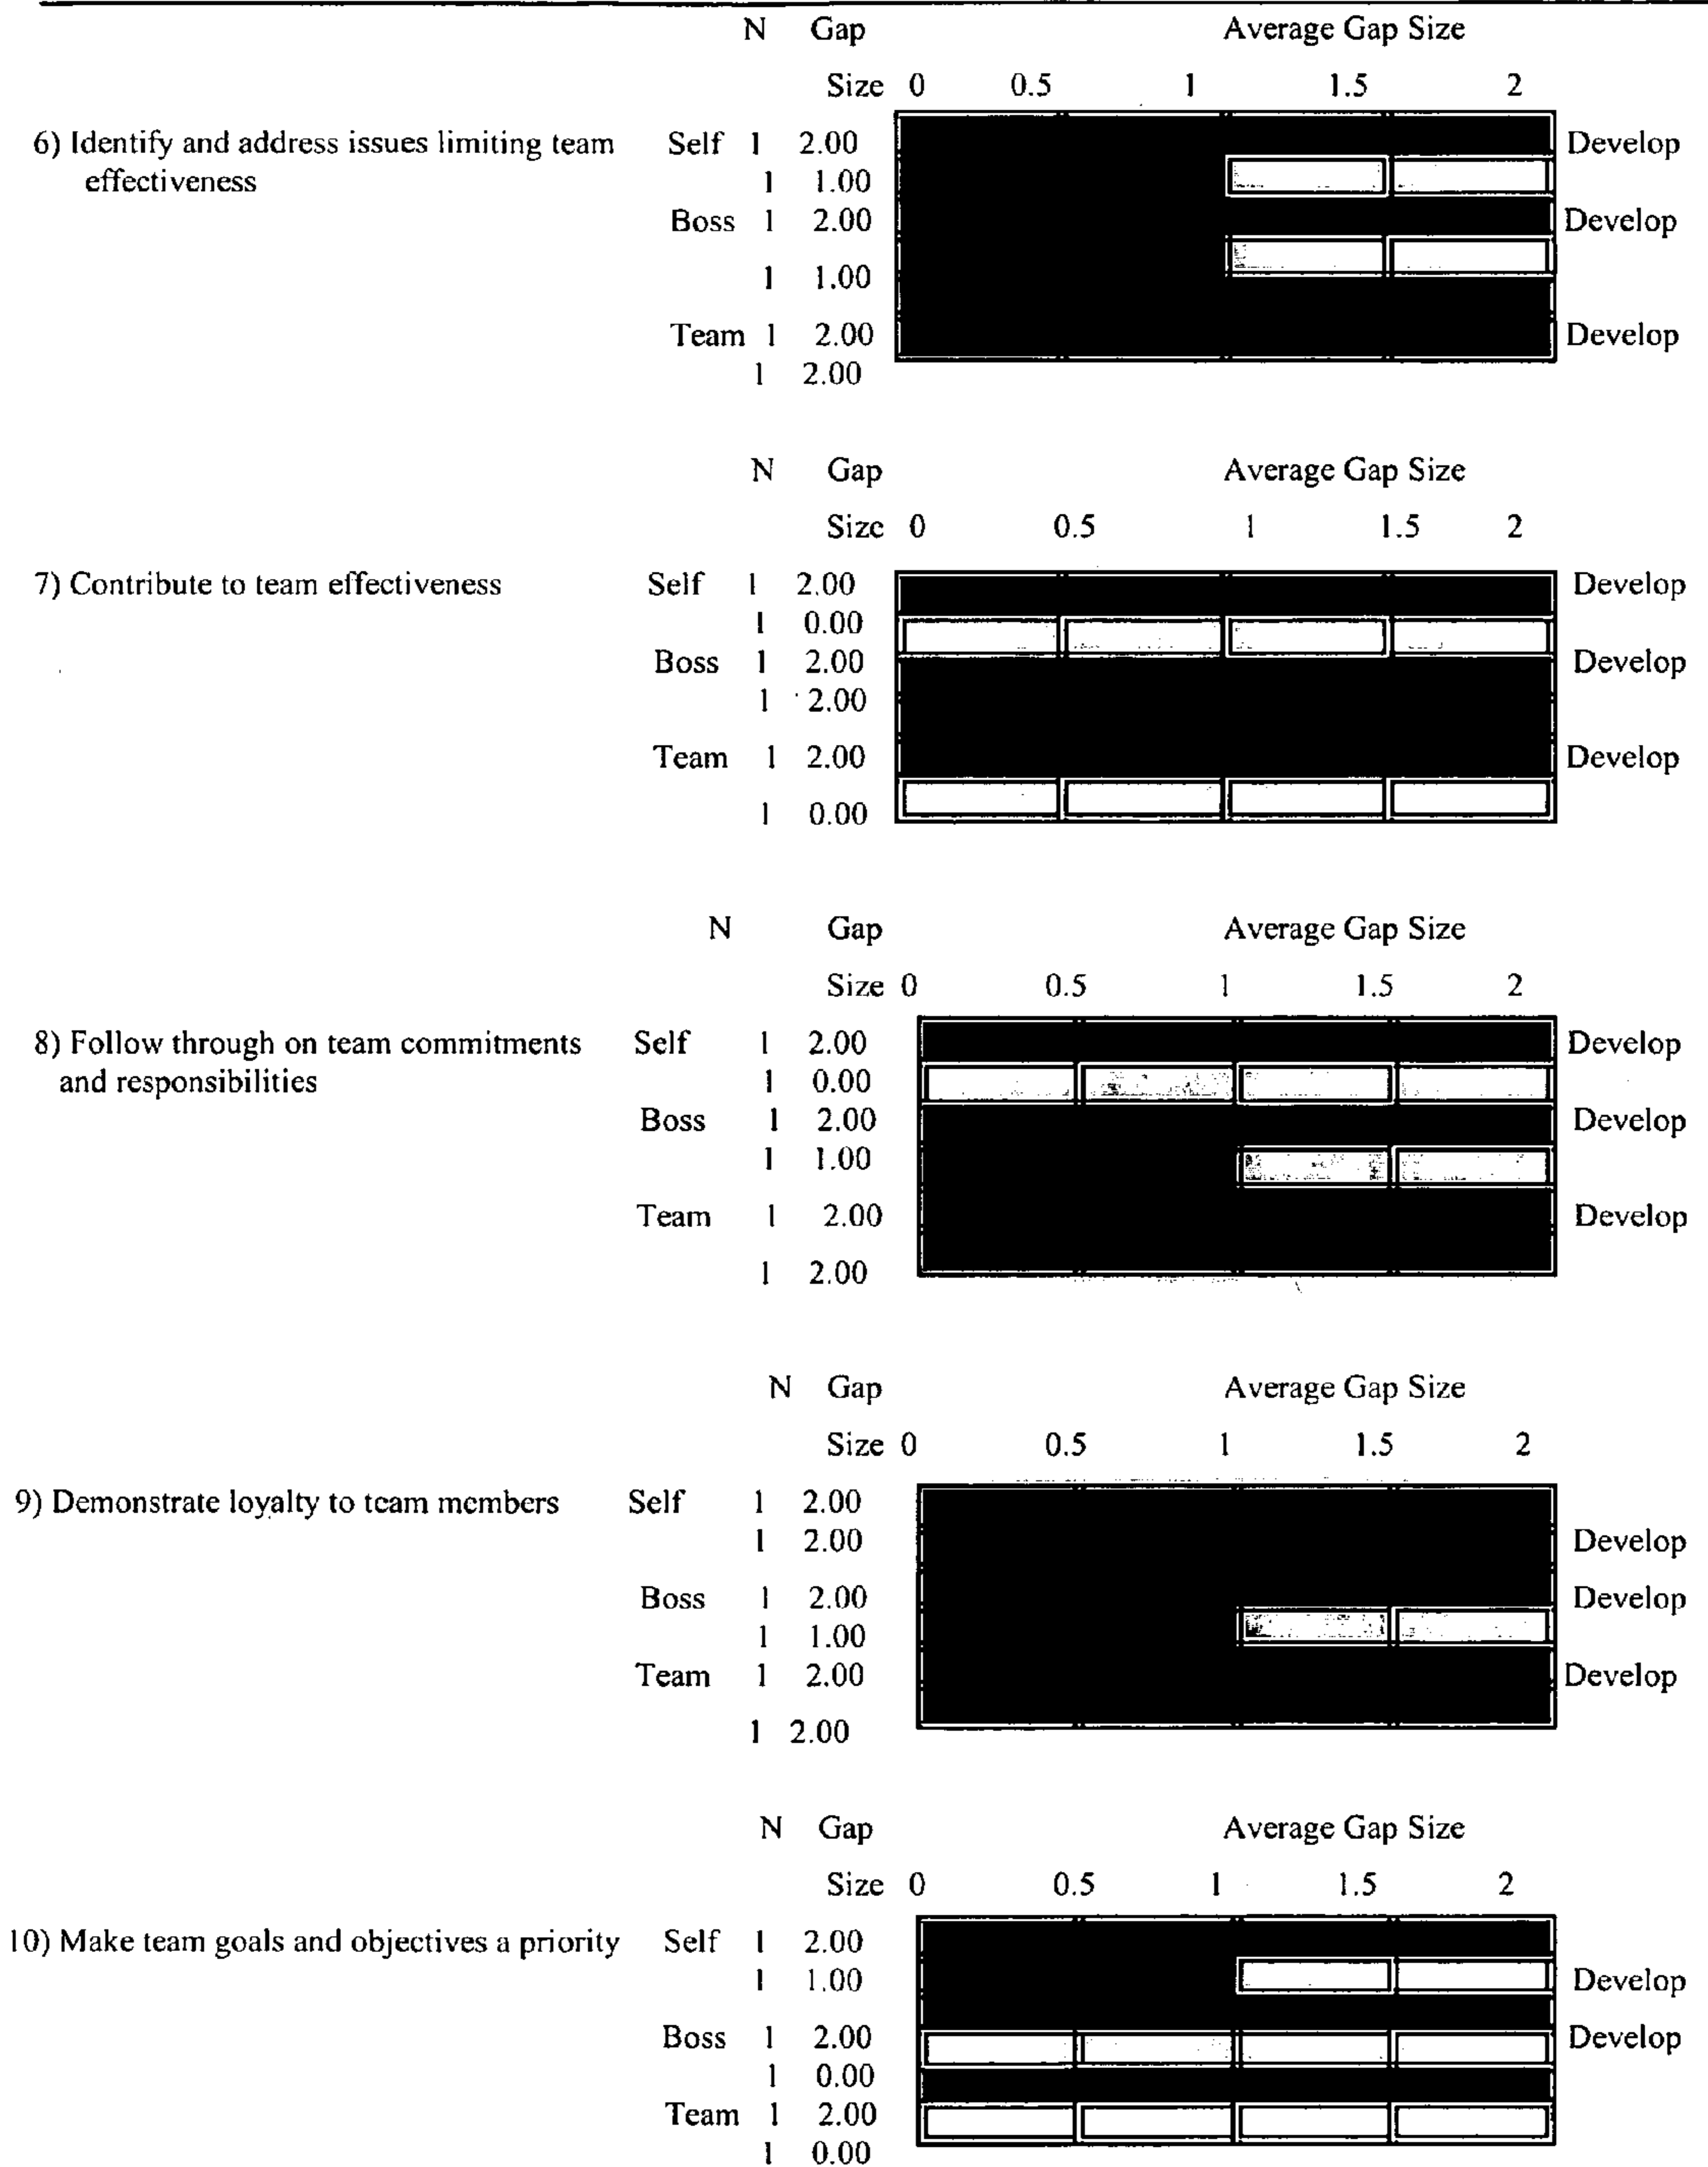 N Gap Average Gap Size
Size 0 0.5 1 1.5 2
6) Identify and address issues limiting team Self 1 2.00 Develop
effectiveness 1 1.00
Boss 1 2.00 Develop
1 1.00
Team 1 2.00 Develop
1 2.00
N Gap Average Gap Size
Size 0 0.5 1 1.5 2
7) Contribute to team effectiveness Self 1 2.00 Develop
1 0.00
Boss 1 2.00 Develop
1 2.00
Team 1 2.00 Develop
1 0.00
N Gap Average Gap Size
Size 0 0.5 1 1.5 2
8) Follow through on team commitments Self 1 2.00 Develop
and responsibilities 1 0.00
Boss 1 2.00 Develop
1 1.00
Team 1 2.00 Develop
1 2.00
N Gap Average Gap Size
Size 0 0.5 1 1.5 2
9) Demonstrate loyalty to team members Self 1 2.00
1 2.00 Develop
Boss 1 2.00 Develop
1 1.00
Team 1 2.00 Develop
1 2.00
N Gap Average Gap Size
Size 0 0.5 1 1.5 2
10) Make team goals and objectives a priority Self 1 2.00
1 1.00 Develop
Boss 1 2.00 Develop
1 0.00
Team 1 2.00
1 0.00